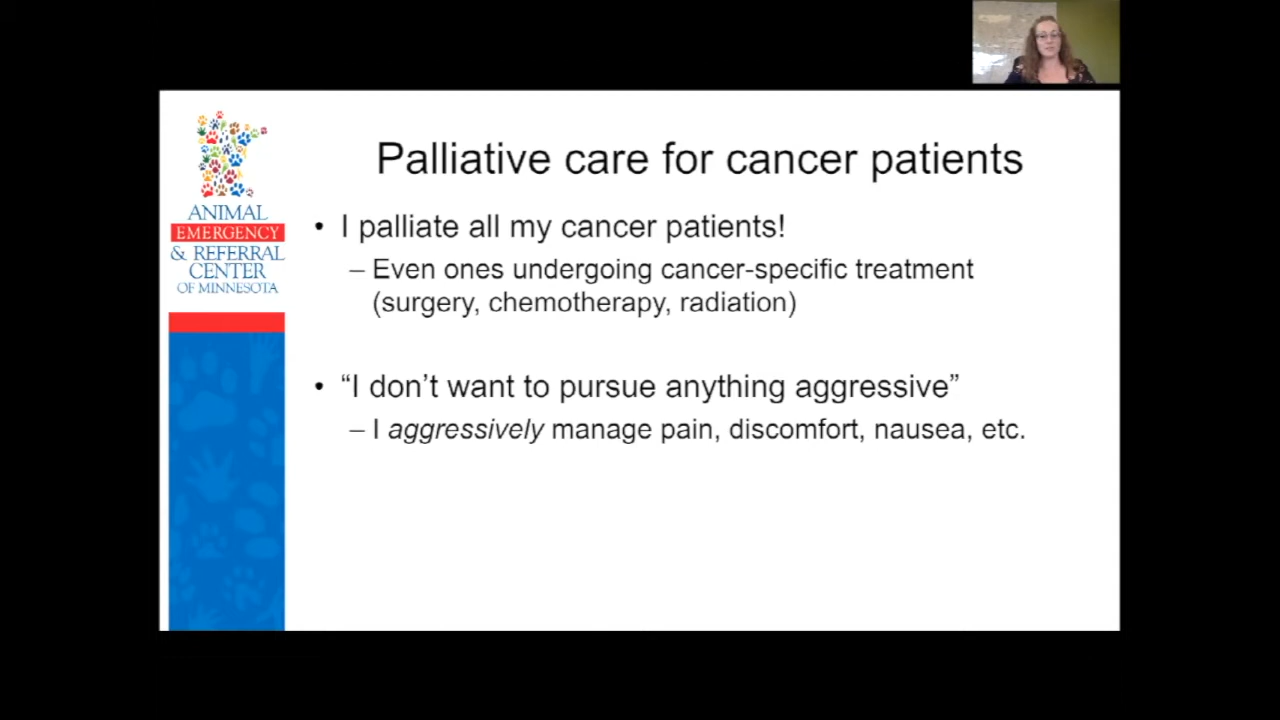 Palliative care for cancer patients
ANIMAL
EMERGENCY
& REFERRAL
CENTER
OF MINNESOTA
• I palliate all my cancer patients!
– Even ones undergoing cancer-specific treatment
(surgery, chemotherapy, radiation)
• “I don’t want to pursue anything aggressive”
– I aggressively manage pain, discomfort, nausea, etc.